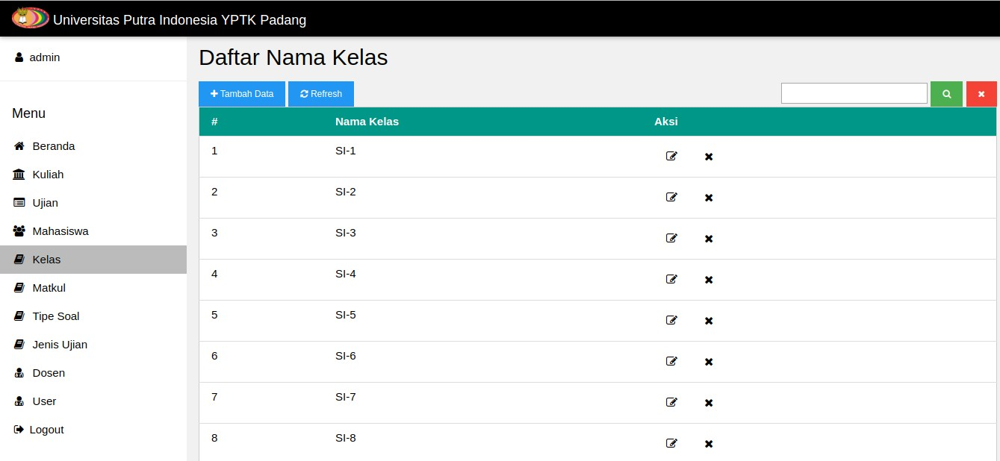 Universitas Putra Indonesia YPTK Padang
admin
Menu
Beranda
Kuliah
Ujian
Mahasiswa
Kelas
Matkul
Tipe Soal
Jenis Ujian
Dosen
User
Logout
Daftar Nama Kelas
Tambah Data Refresh
# Nama Kelas Aksi
1 SI-1
2 SI-2
3 SI-3
4 SI-4
5 SI-5
6 SI-6
7 SI-7
8 SI-8